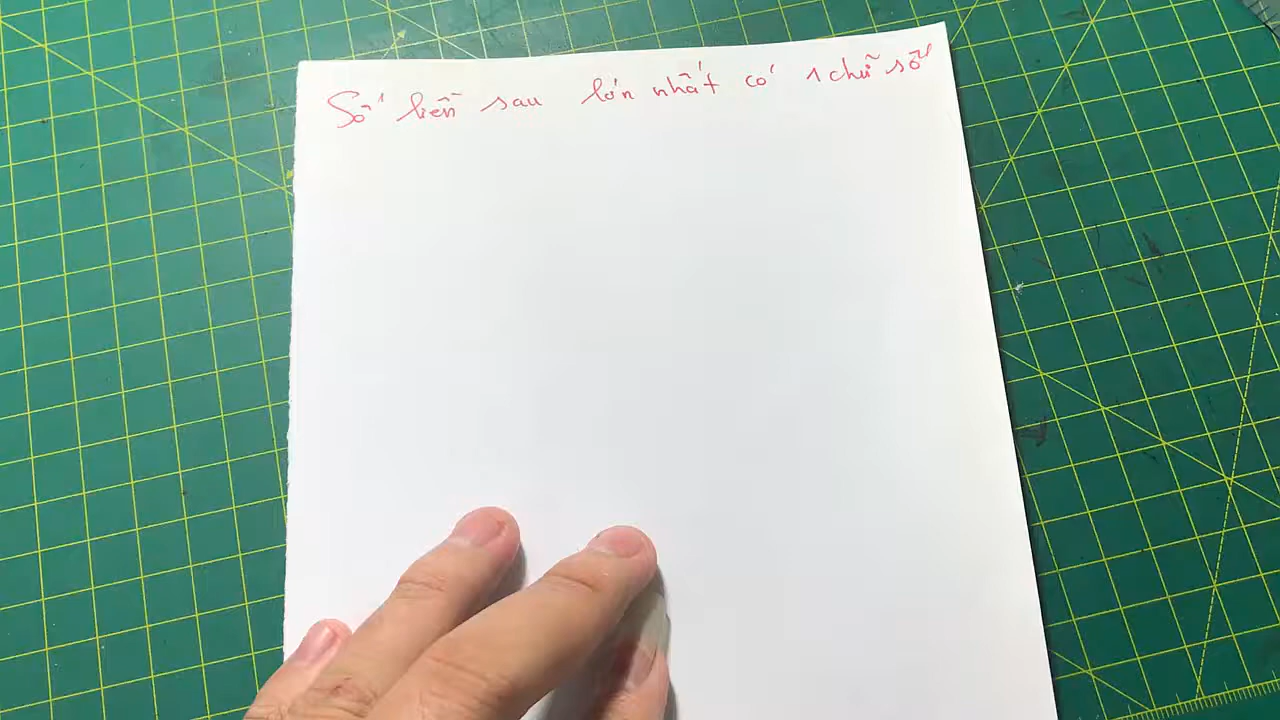 Số liền sau lớn nhất có 1 chữ số